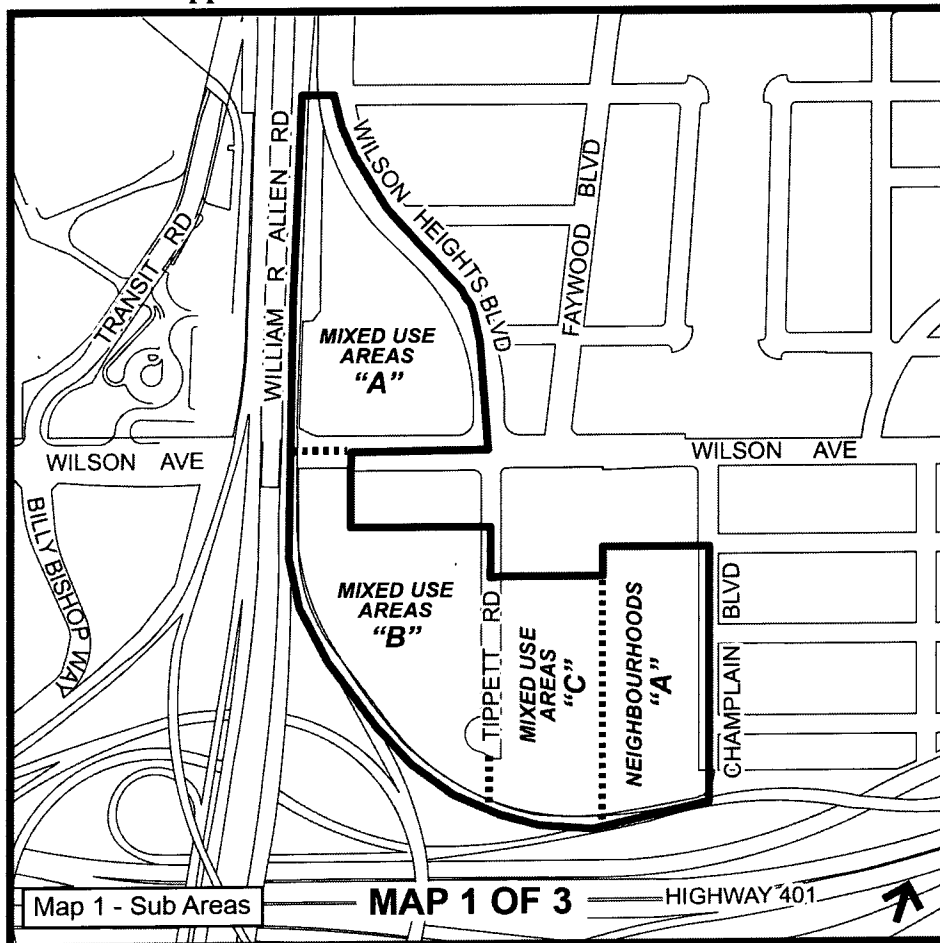 WILLIAM R ALLEN RD
WILSON HEIGHTS BLVD
FAYWOOD BLVD
TRANSIT RD
MIXED USE
AREAS
“A”
WILSON AVE
WILSON AVE
BILLY BISHOP WAY
MIXED USE
AREAS
“B”
TIPPETT RD
MIXED USE
AREAS
“C”
NEIGHBOURHOODS
“A”
CHAMPLAIN BLVD
Map 1 - Sub Areas
MAP 1 OF 3
HIGHWAY 401